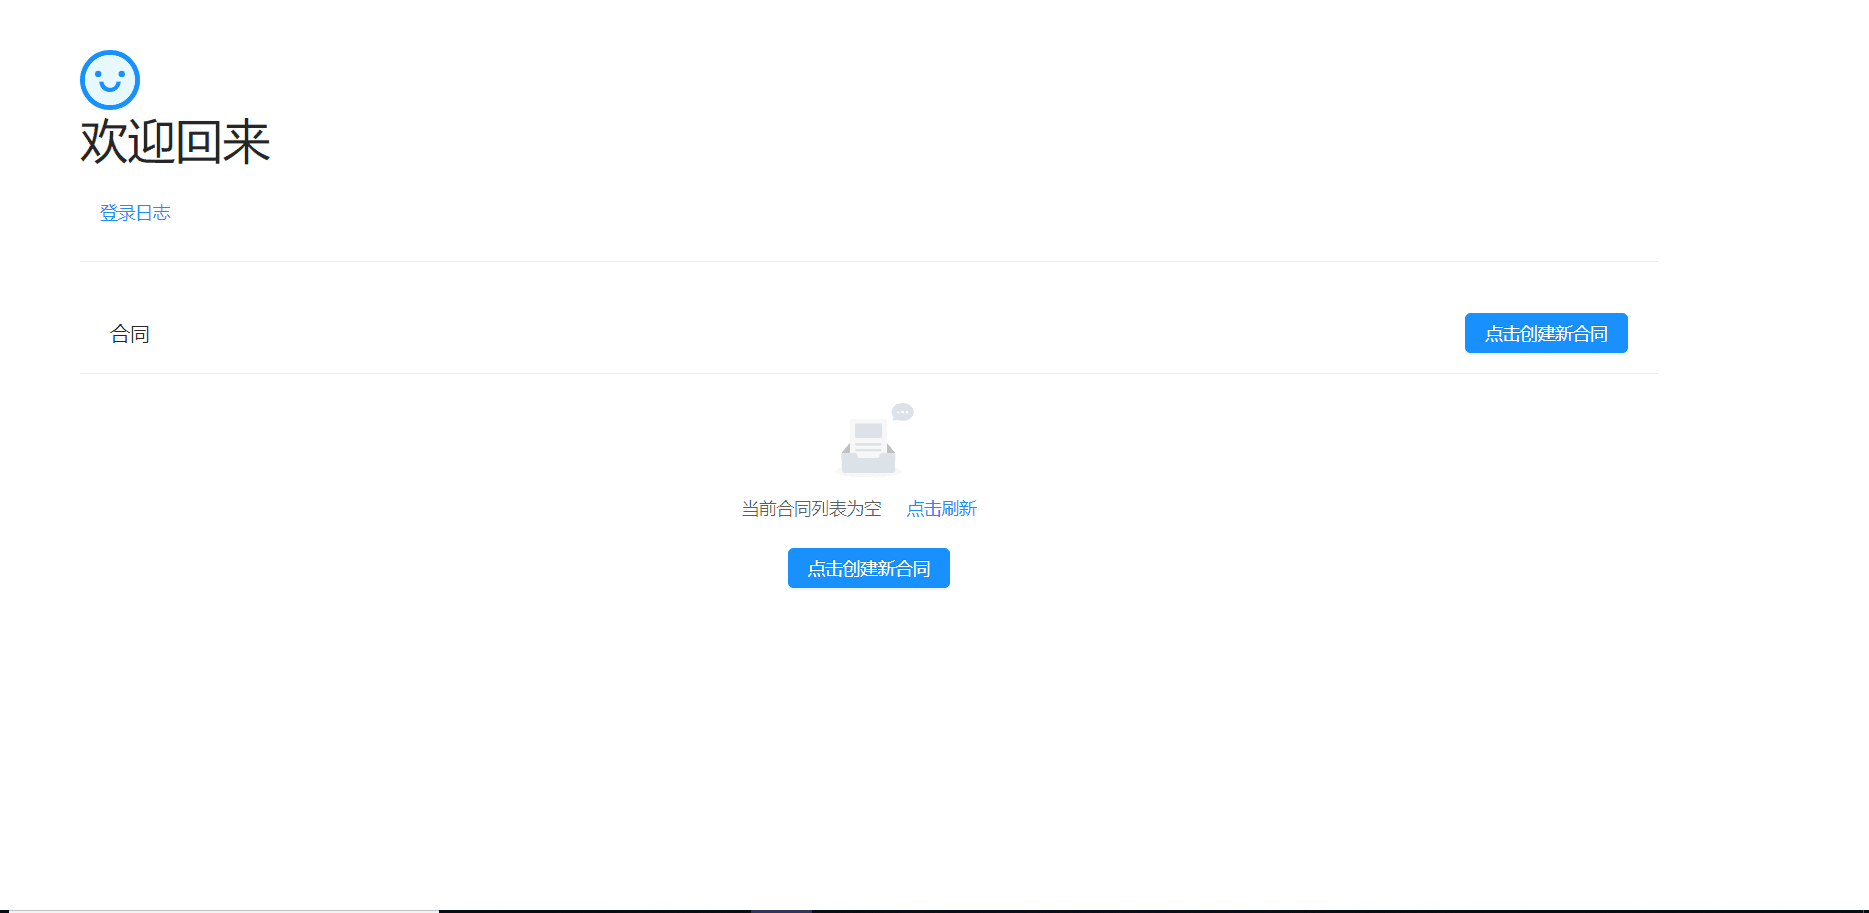 欢迎回来
登录日志
合同
点击创建新合同
当前合同列表为空 点击刷新
点击创建新合同